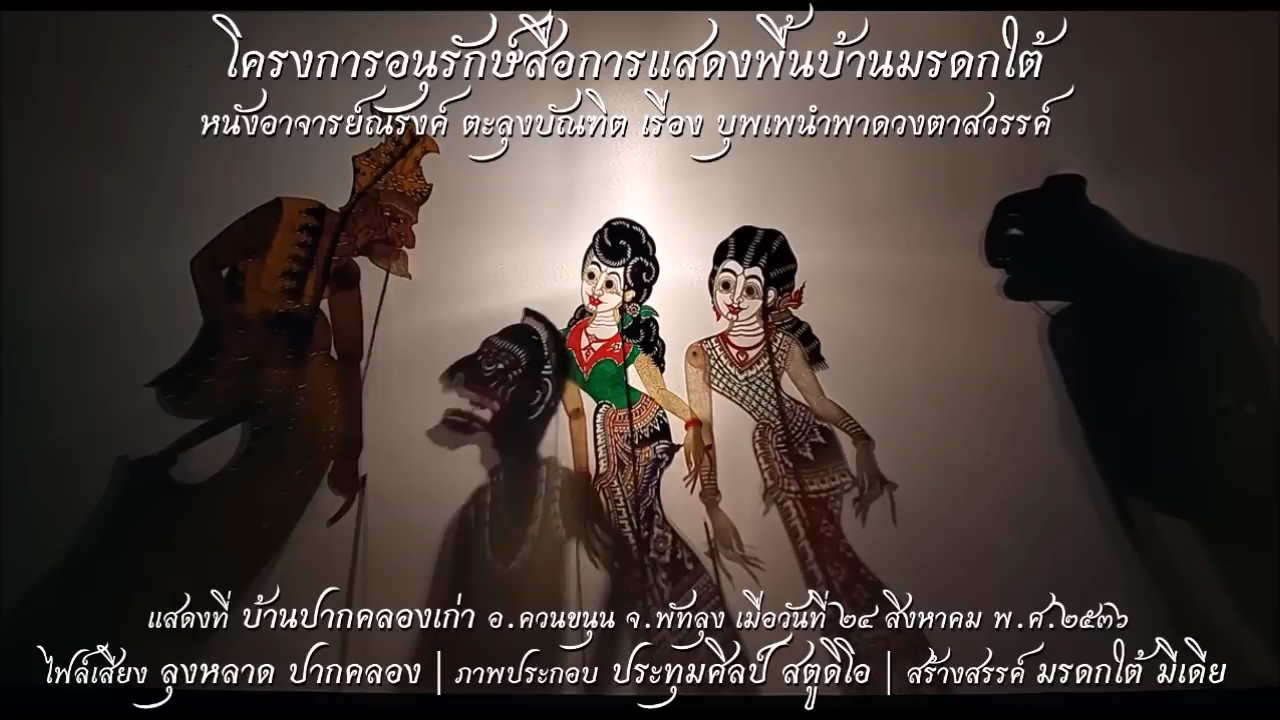 โครงการอนุรักษ์สื่อการแสดงพื้นบ้านมรดกใต้
หนังอาจารย์ณรงค์ ตะลุงบัณฑิต เรื่อง บุพเพนำพาดวงตาสวรรค์
แสดงที่ บ้านปากคลองเก่า อ.ควนขนุน จ.พัทลุง เมื่อวันที่ ๒๔ สิงหาคม พ.ศ.๒๕๓๖
ไฟล์เสียง ลุงหลาด ปากคลอง | ภาพประกอบ ประทุมศิลป์ สตูดิโอ | สร้างสรรค์ มรดกใต้ มีเดีย